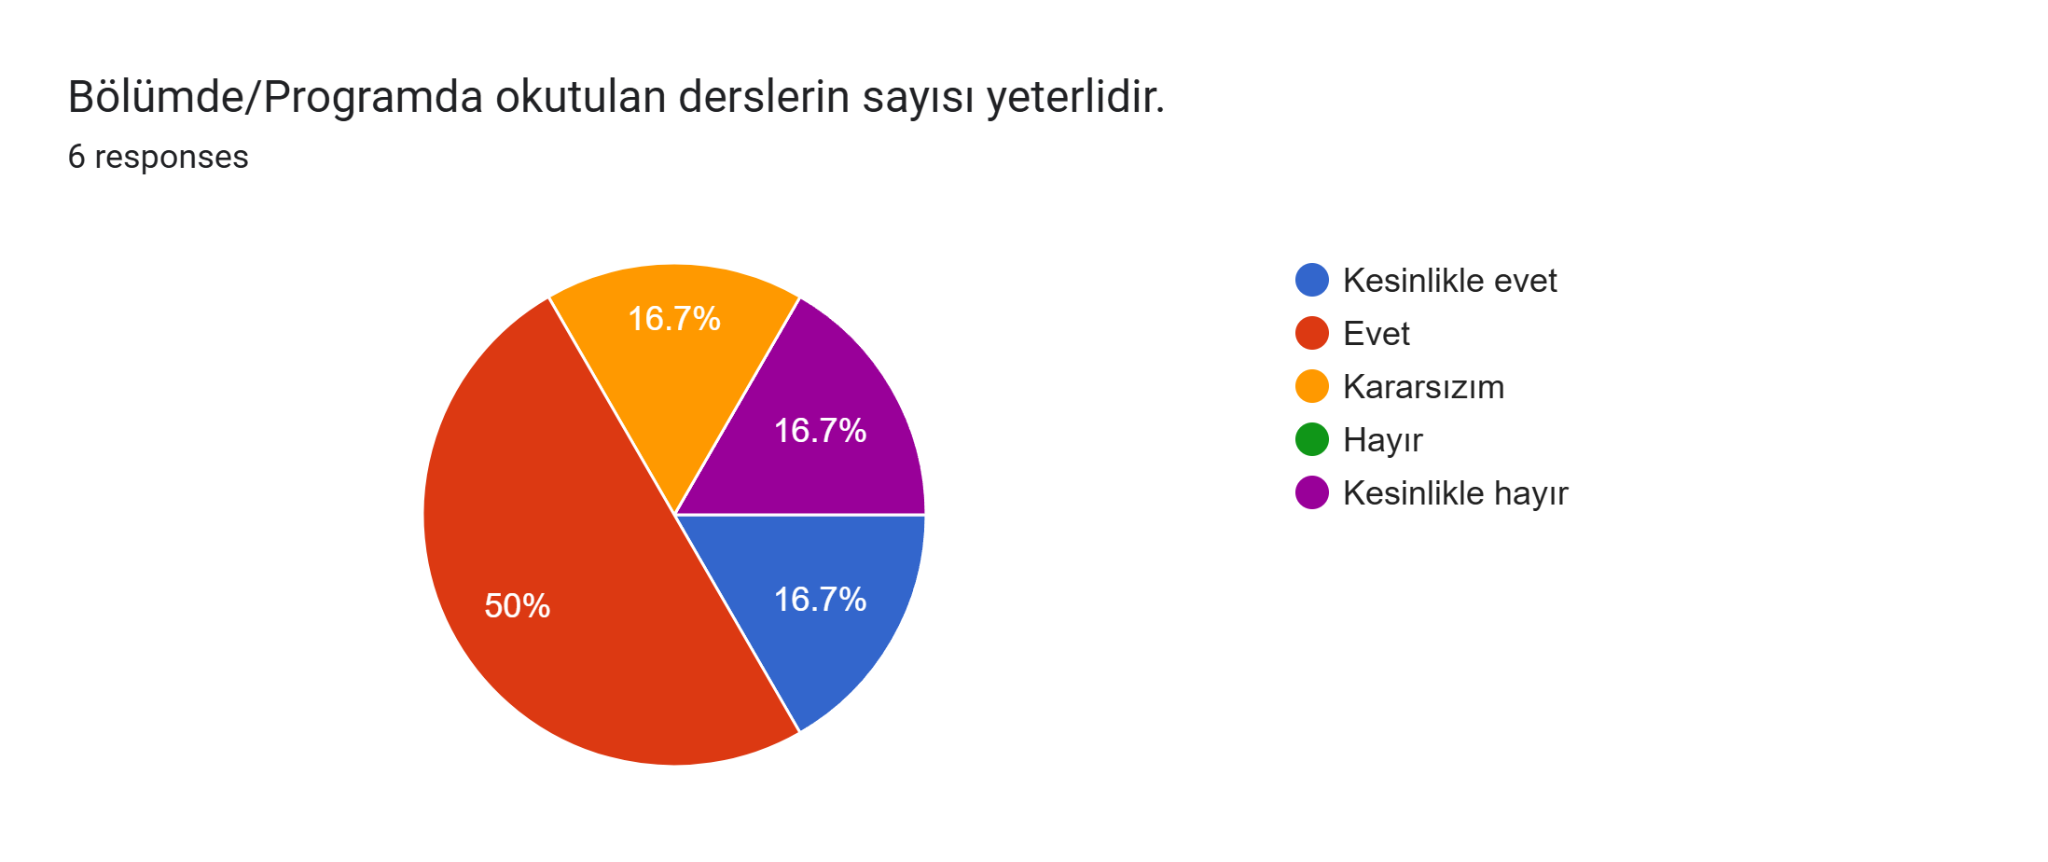 Bölümde/Programda okutulan derslerin sayısı yeterlidir.
6 responses
16.7%
16.7%
50%
16.7%
Kesinlikle evet
Evet
Kararsızım
Hayır
Kesinlikle hayır